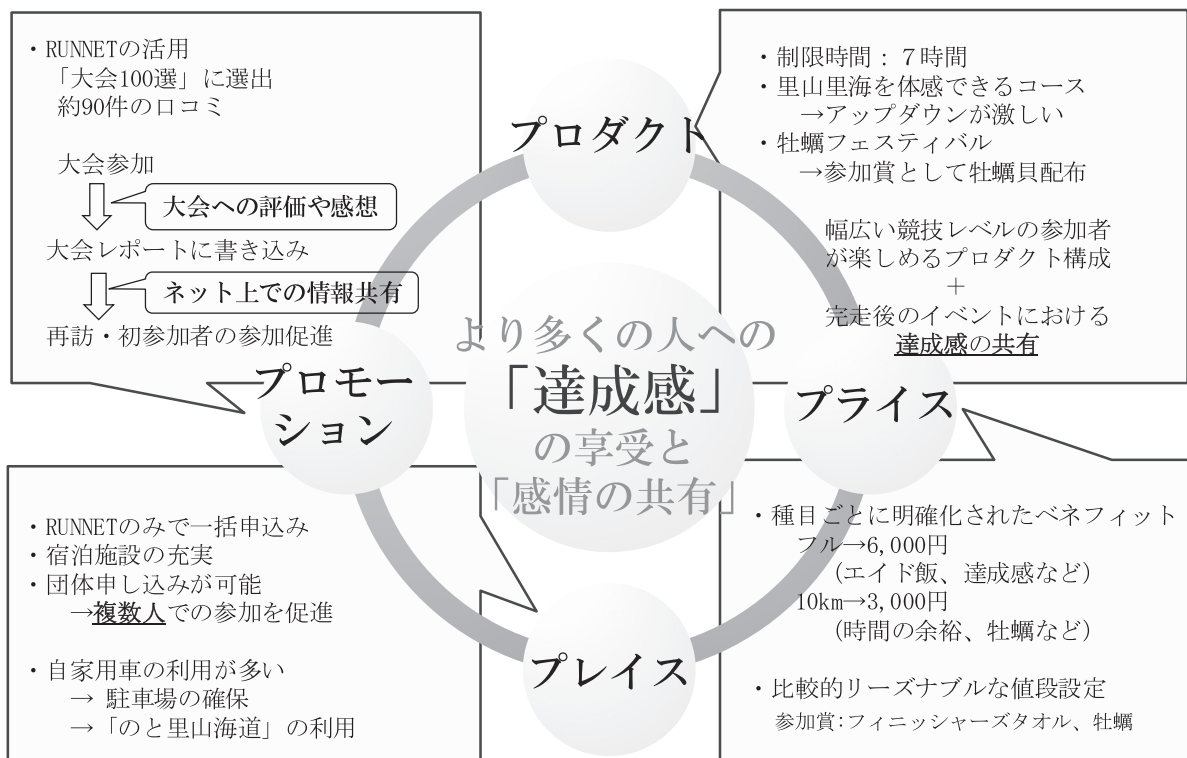 ・RUNNETの活用
「大会100選」に選出
約90件の口コミ
大会参加
大会への評価や感想
大会レポートに書き込み
ネット上での情報共有
再訪・初参加者の参加促進
プロダクト
・制限時間：７時間
・里山里海を体感できるコース
→アップダウンが激しい
・牡蠣フェスティバル
→参加賞として牡蠣貝配布
幅広い競技レベルの参加者
が楽しめるプロダクト構成
＋
完走後のイベントにおける
達成感の共有
プロモー
ション
より多くの人への
「達成感」
の享受と
「感情の共有」
プライス
・RUNNETのみで一括申込み
・宿泊施設の充実
・団体申し込みが可能
→複数人での参加を促進
・自家用車の利用が多い
→ 駐車場の確保
→「のと里山海道」の利用
プレイス
・種目ごとに明確化されたベネフィット
フル→6,000円
（エイド飯、達成感など）
10km→3,000円
（時間の余裕、牡蠣など）
・比較的リーズナブルな値段設定
参加賞：フィニッシャーズタオル、牡蠣